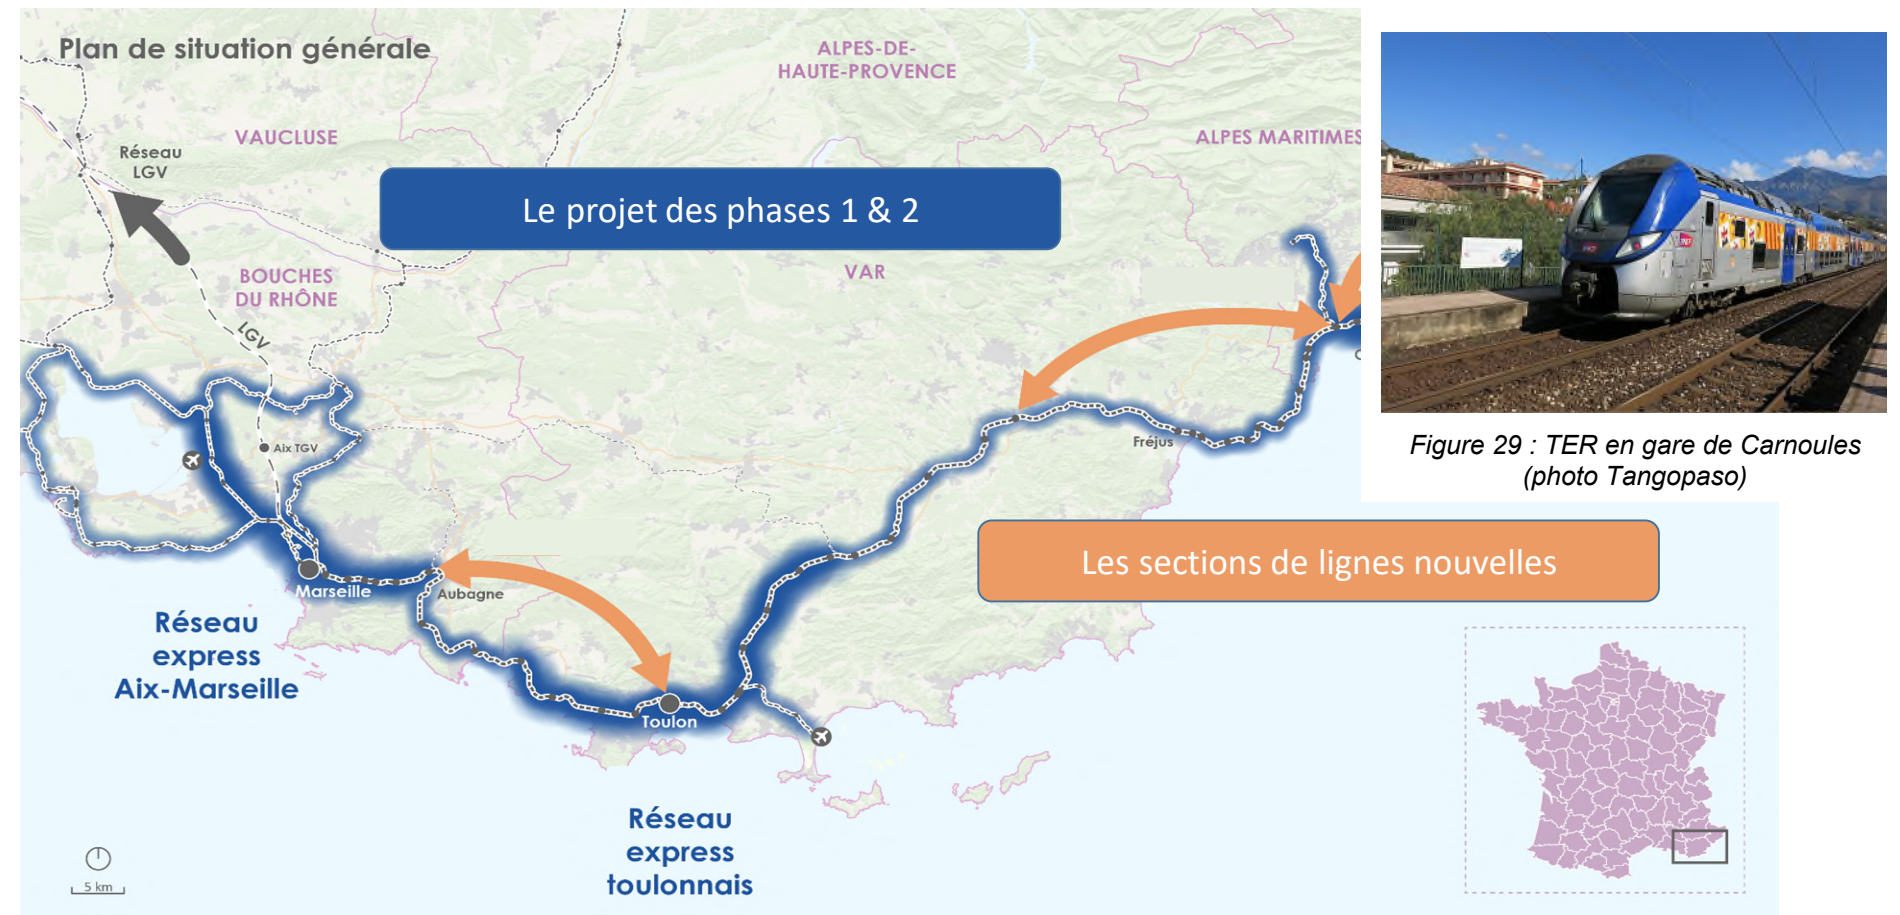 Plan de situation générale
ALPES-DE-
HAUTE-PROVENCE
VAUCLUSE
ALPES MARITIMES
Réseau
LGV
Le projet des phases 1 & 2
BOUCHES
DU RHÔNE
VAR
LGV
Aix TGV
Fréjus
Figure 29 : TER en gare de Carnoules
(photo Tangopaso)
Les sections de lignes nouvelles
Marseille
Aubagne
Réseau
express
Aix-Marseille
Toulon
Réseau
express
toulonnais
5 km